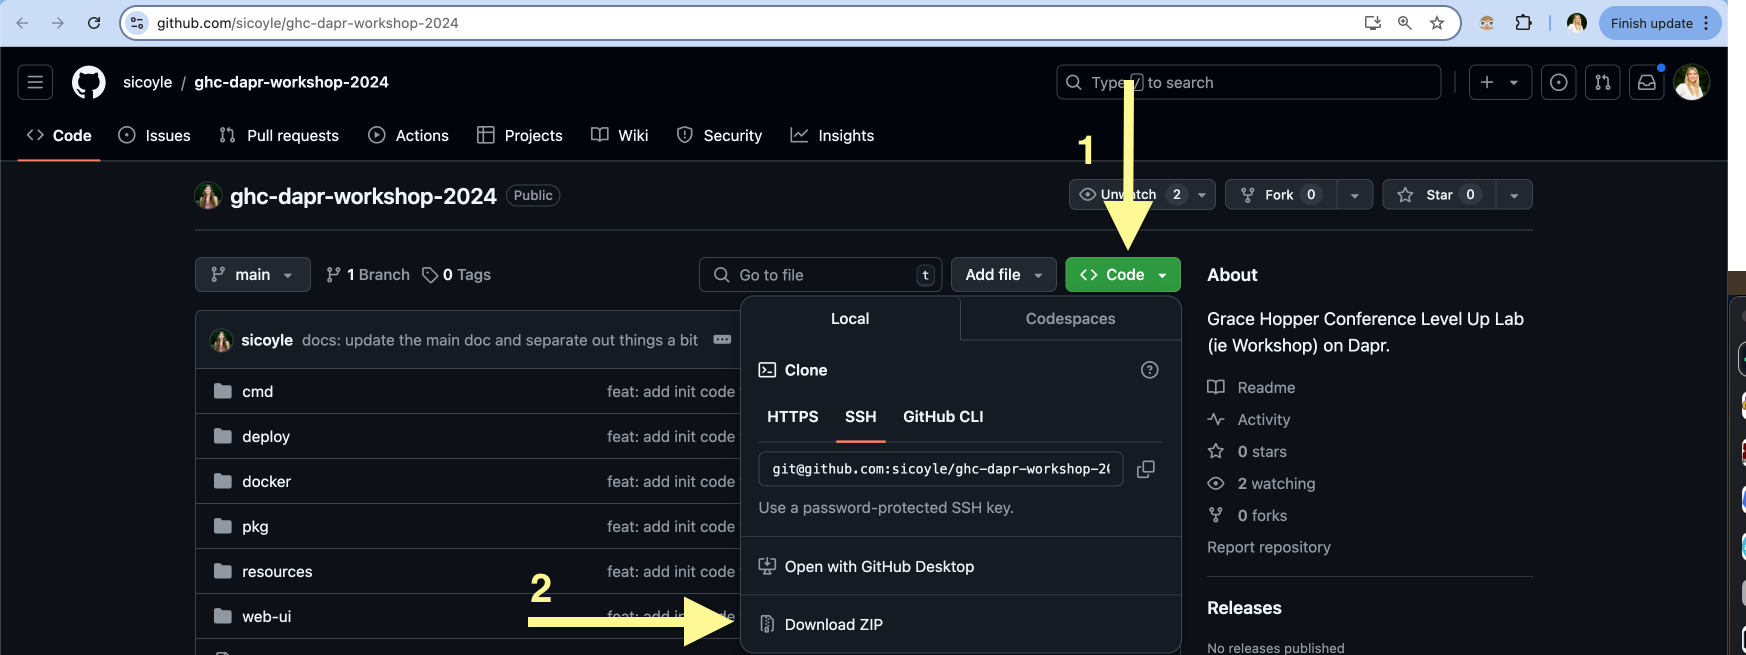 github.com/sicoyle/ghc-dapr-workshop-2024
Finish update
sicoyle / ghc-dapr-workshop-2024
Type / to search
Code
Issues
Pull requests
Actions
Projects
Wiki
Security
Insights
1
ghc-dapr-workshop-2024
Public
Unwatch 2
Fork 0
Star 0
main
1 Branch
0 Tags
Go to file
t
Add file
<> Code
About
Local
Codespaces
Grace Hopper Conference Level Up Lab
(ie Workshop) on Dapr.
sicoyle docs: update the main doc and separate out things a bit
Clone
HTTPS
SSH
GitHub CLI
git@github.com:sicoyle/ghc-dapr-workshop-20
Use a password-protected SSH key.
Open with GitHub Desktop
Download ZIP
cmd feat: add init code
deploy feat: add init code
docker feat: add init code
pkg feat: add init code
resources feat: add init code
2
web-ui feat: add init code
Readme
Activity
0 stars
2 watching
0 forks
Report repository
Releases
No releases published